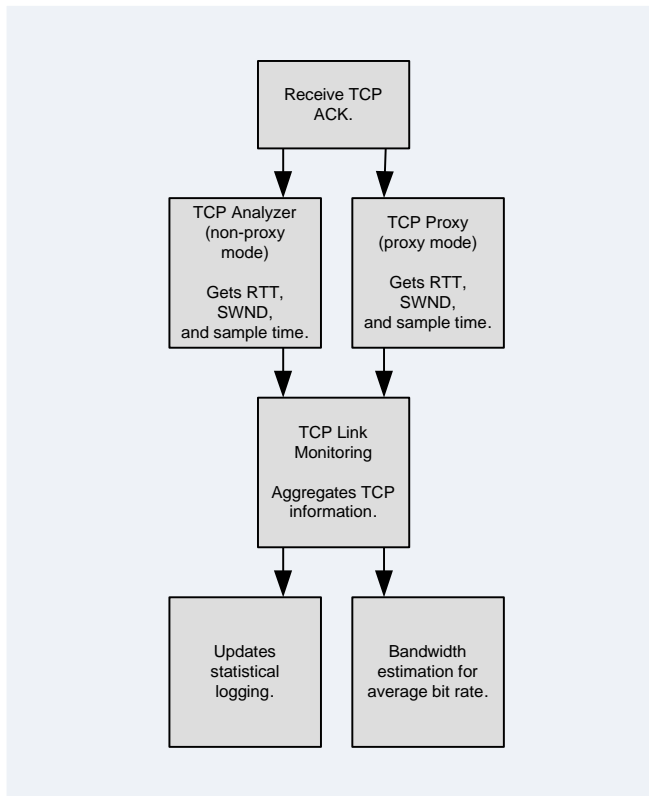 Receive TCP
ACK.
TCP Analyzer
(non-proxy
mode)
Gets RTT,
SWND,
and sample time.
TCP Proxy
(proxy mode)
Gets RTT,
SWND,
and sample time.
TCP Link
Monitoring
Aggregates TCP
information.
Updates
statistical
logging.
Bandwidth
estimation for
average bit rate.